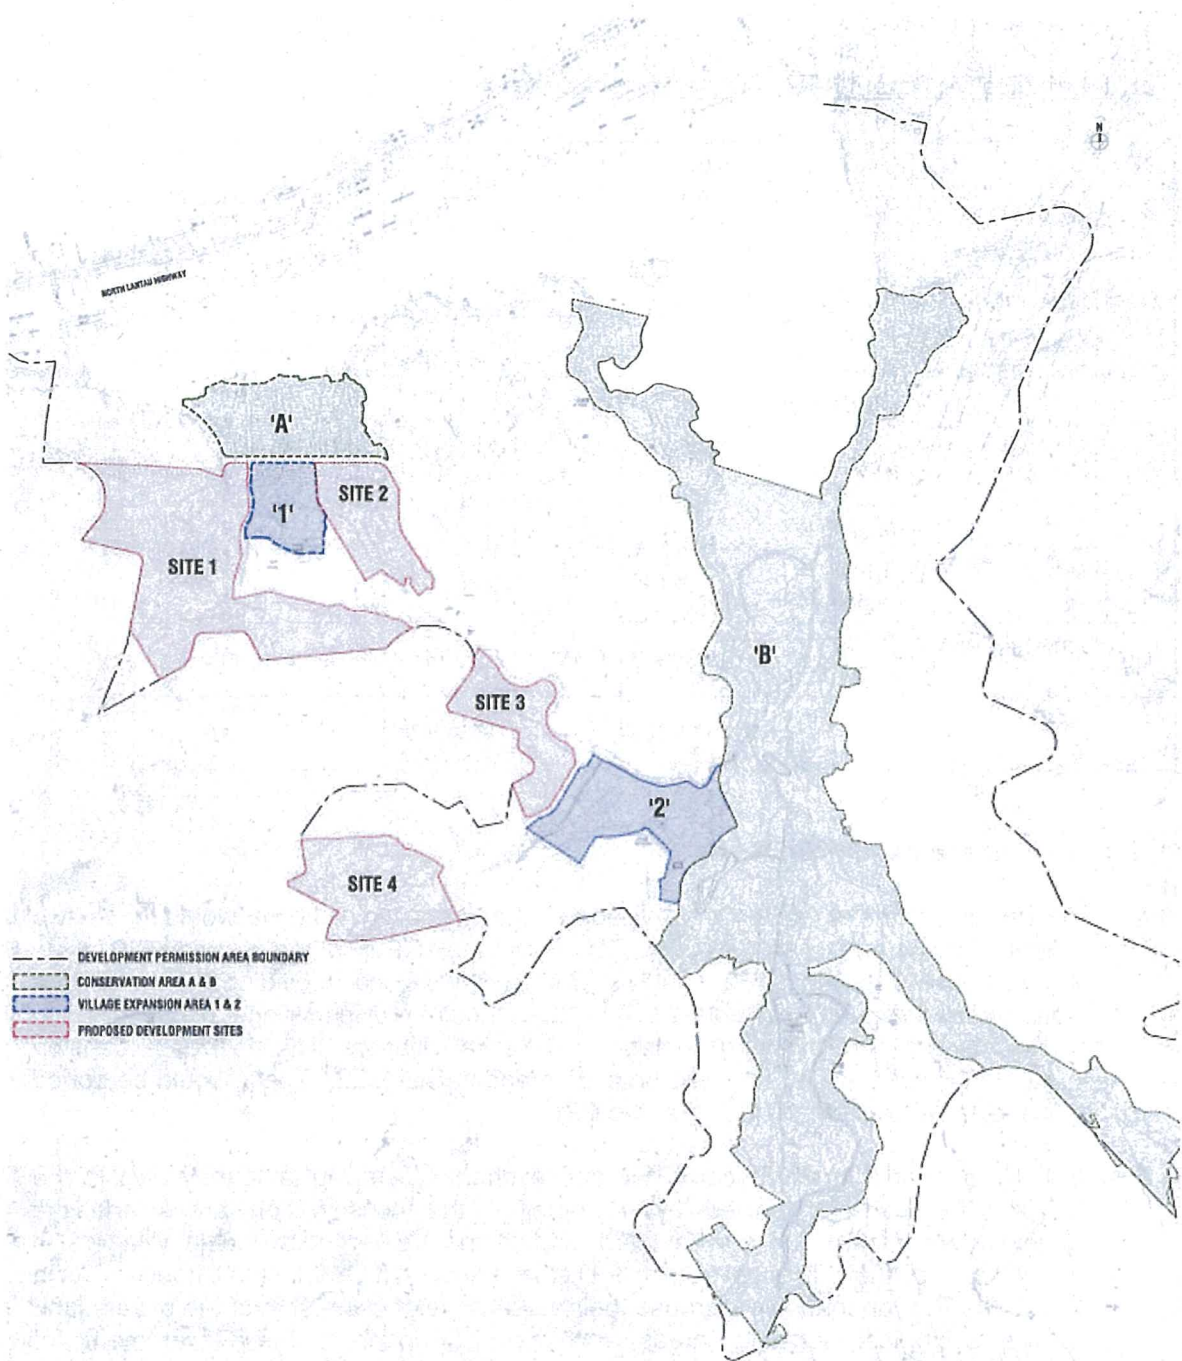 N
NORTH LANTAU HIGHWAY
'A'
'1'
SITE 2
SITE 1
'B'
SITE 3
'2'
SITE 4
DEVELOPMENT PERMISSION AREA BOUNDARY
CONSERVATION AREA A & B
VILLAGE EXPANSION AREA 1 & 2
PROPOSED DEVELOPMENT SITES